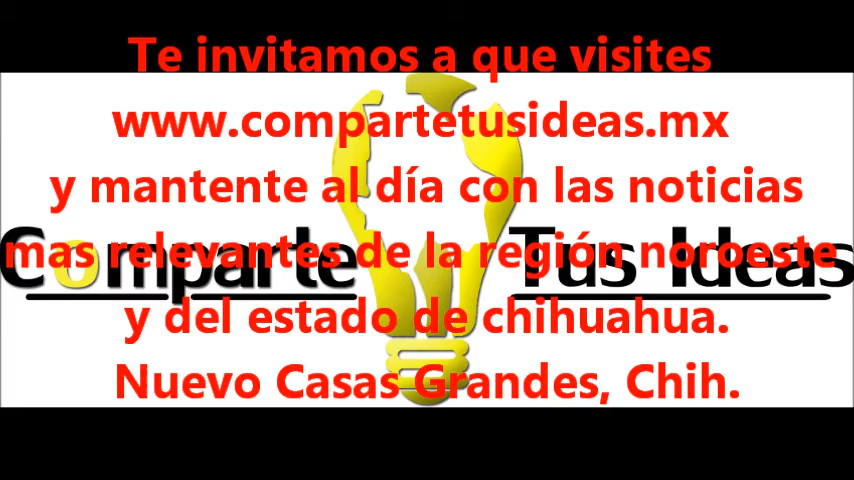 Te invitamos a que visites
www.compartetusideas.mx
y mantente al día con las noticias
mas relevantes de la región noroeste
Comparte Tus Ideas
y del estado de chihuahua.
Nuevo Casas Grandes, Chih.